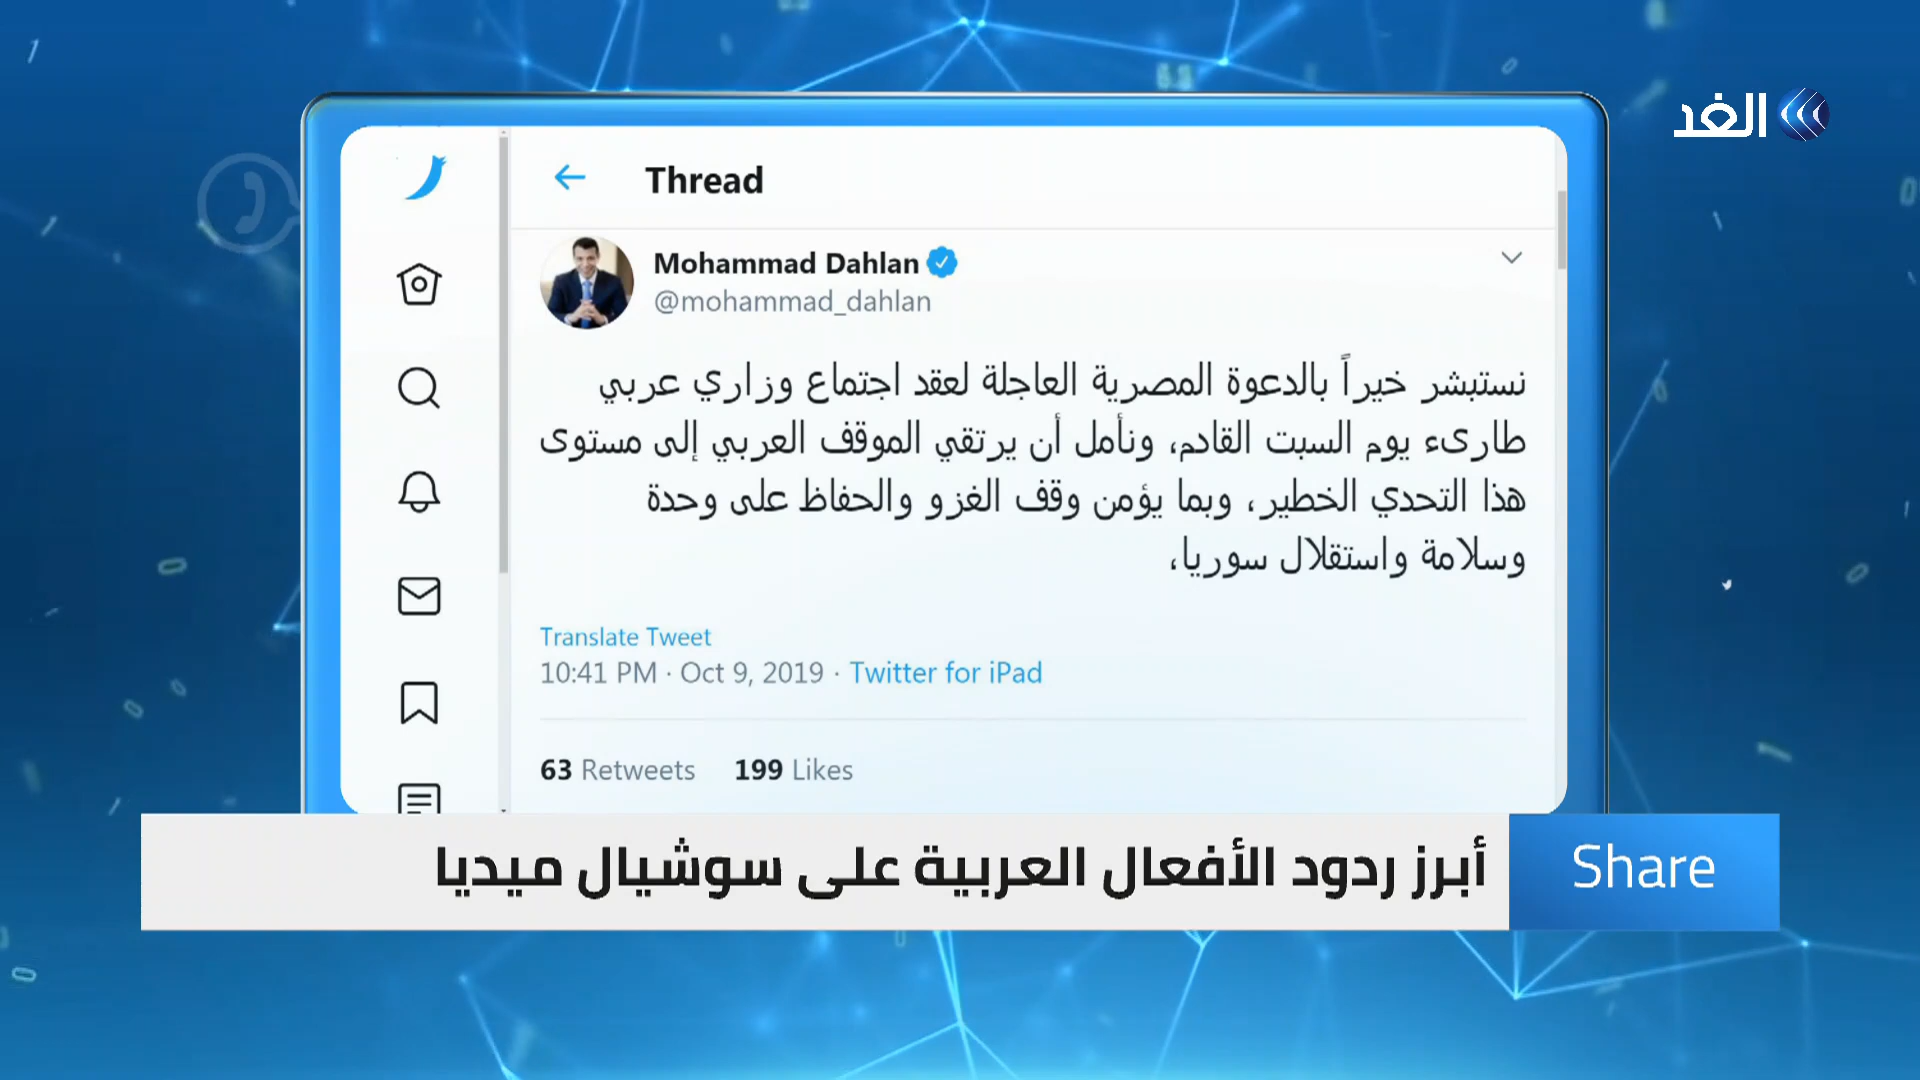 الغد
Thread
Mohammad Dahlan
@mohammad_dahlan
نستبشر خيراً بالدعوة المصرية العاجلة لعقد اجتماع وزاري عربي
طارىء يوم السبت القادم، ونأمل أن يرتقي الموقف العربي إلى مستوى
هذا التحدي الخطير، وبما يؤمن وقف الغزو والحفاظ على وحدة
وسلامة واستقلال سوريا،
Translate Tweet
10:41 PM · Oct 9, 2019 · Twitter for iPad
63 Retweets 199 Likes
أبرز ردود الأفعال العربية على سوشيال ميديا
Share